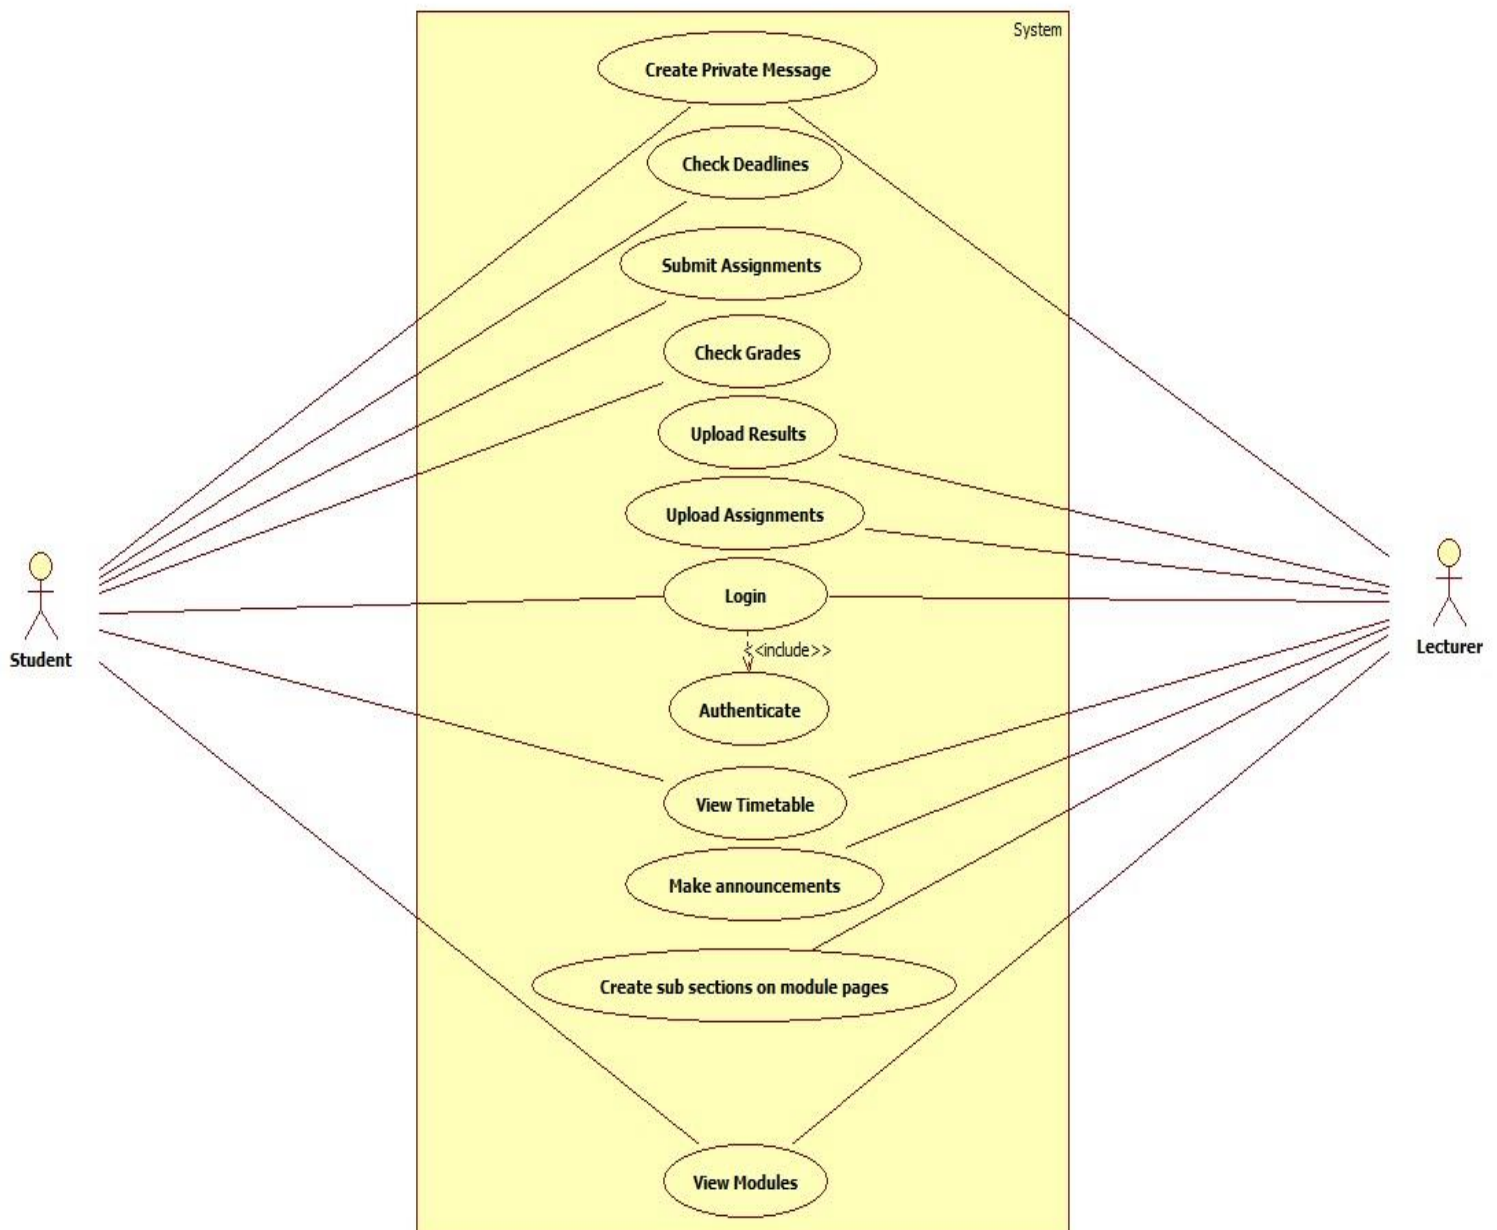 System
Create Private Message
Check Deadlines
Submit Assignments
Check Grades
Upload Results
Upload Assignments
Login
<<include>>
Student
Lecturer
Authenticate
View Timetable
Make announcements
Create sub sections on module pages
View Modules